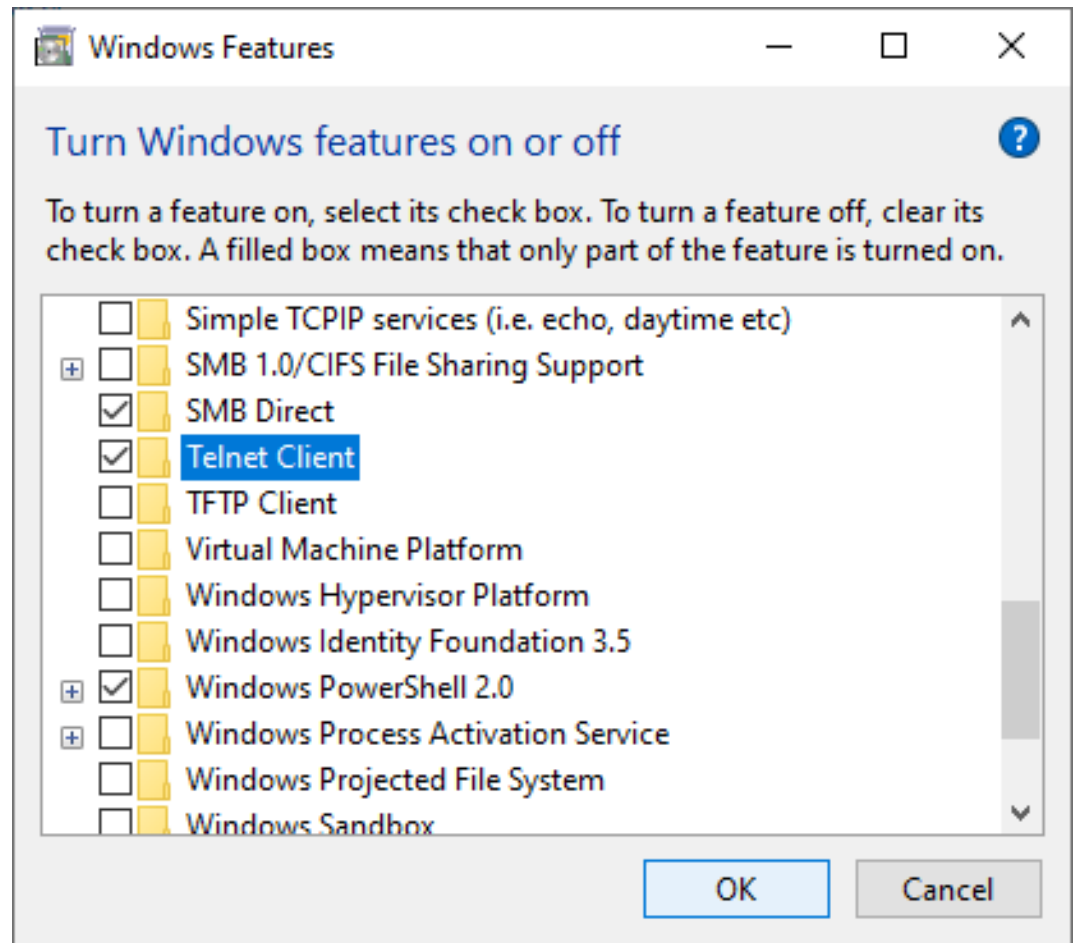 Windows Features
Turn Windows features on or off
?
To turn a feature on, select its check box. To turn a feature off, clear its
check box. A filled box means that only part of the feature is turned on.
Simple TCPIP services (i.e. echo, daytime etc)
SMB 1.0/CIFS File Sharing Support
SMB Direct
Telnet Client
TFTP Client
Virtual Machine Platform
Windows Hypervisor Platform
Windows Identity Foundation 3.5
Windows PowerShell 2.0
Windows Process Activation Service
Windows Projected File System
Windows Sandbox
OK
Cancel